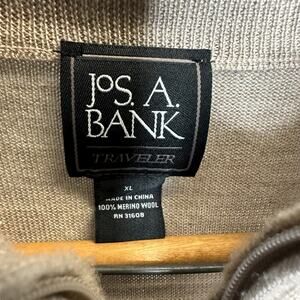 JOS. A.
BANK
TRAVELER
XL
MADE IN CHINA
100% MERINO WOOL
RN 31608